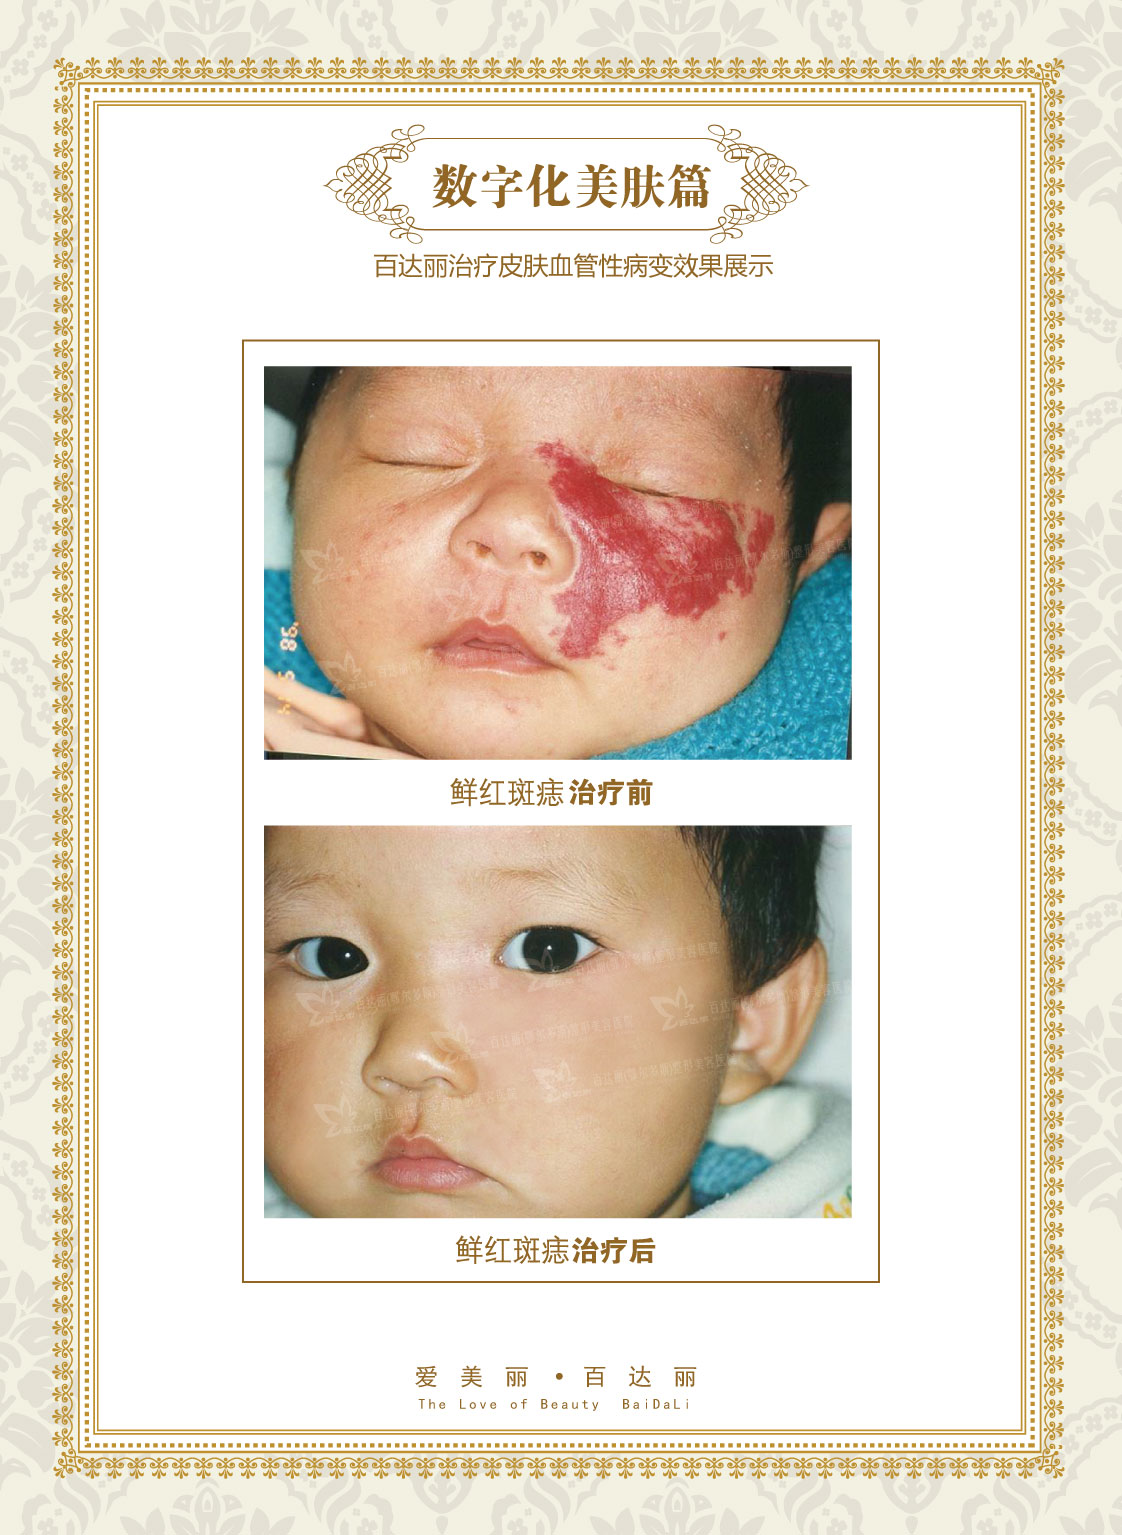 数字化美肤篇
百达丽治疗皮肤血管性病变效果展示
鲜红斑痣治疗前
鲜红斑痣治疗后
爱美丽·百达丽
The Love of Beauty BaiDaLi